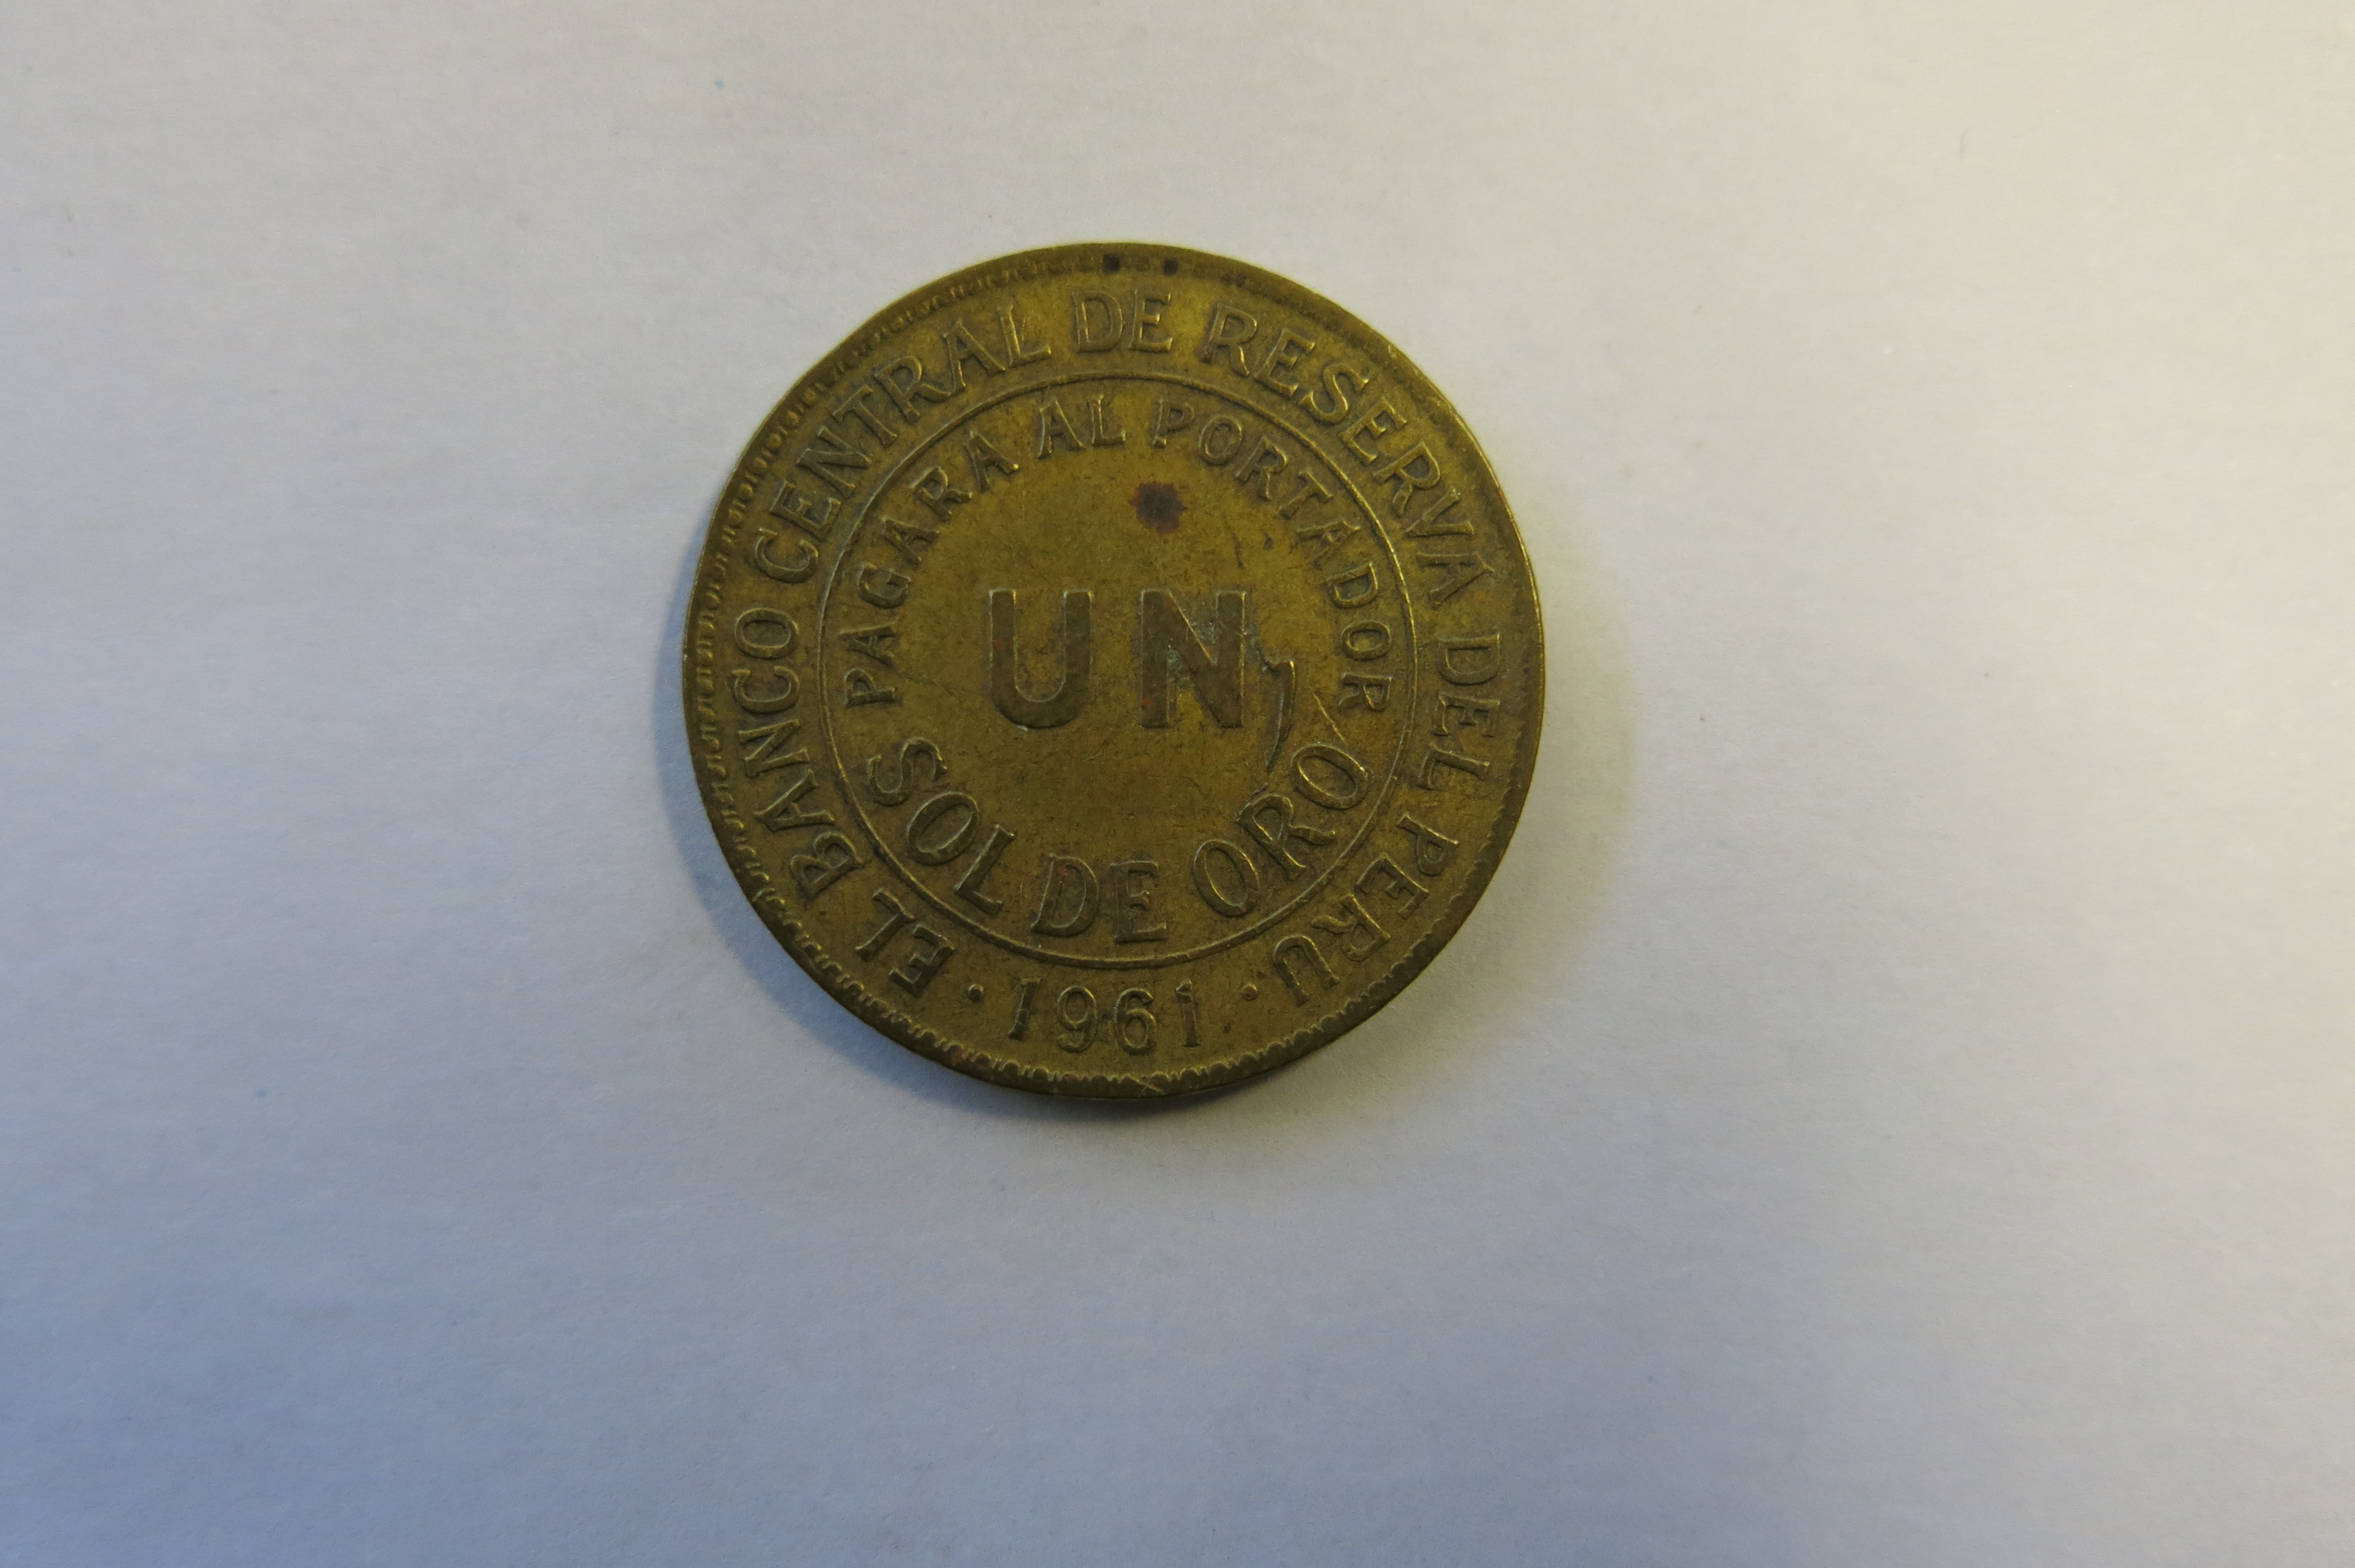 EL BANCO CENTRAL DE RESERVA DEL PERU
PAGARA AL PORTADOR
UN
SOL DE ORO
· 1961 ·